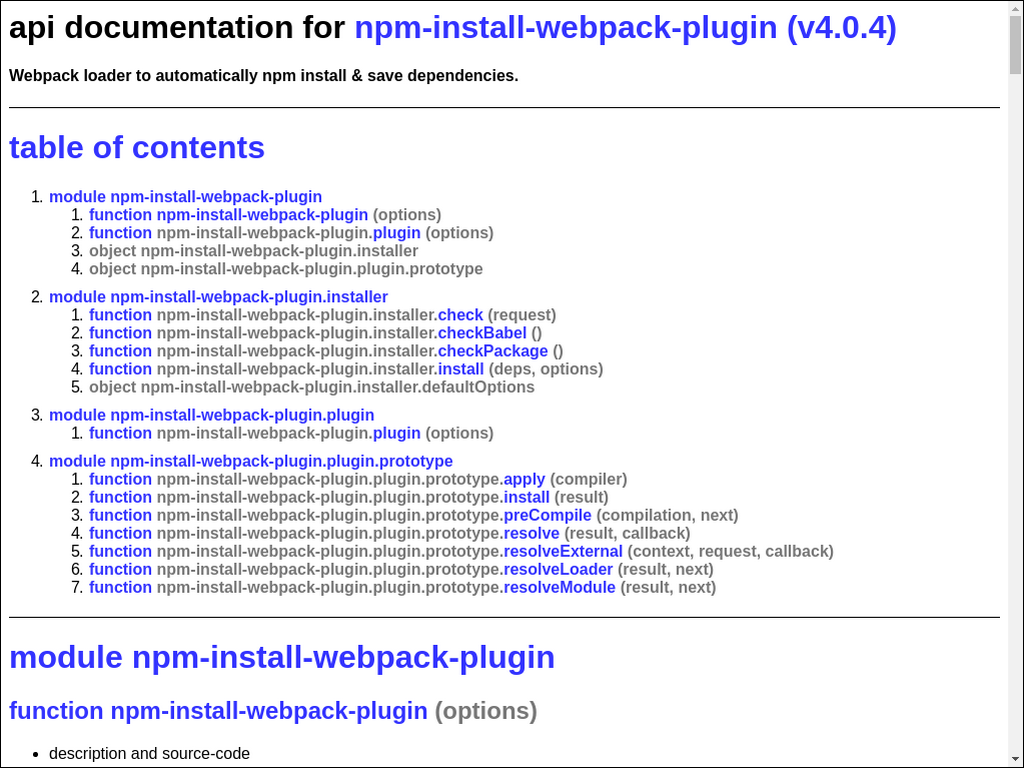 api documentation for npm-install-webpack-plugin (v4.0.4)
Webpack loader to automatically npm install & save dependencies.
table of contents
1. module npm-install-webpack-plugin
1. function npm-install-webpack-plugin (options)
2. function npm-install-webpack-plugin.plugin (options)
3. object npm-install-webpack-plugin.installer
4. object npm-install-webpack-plugin.plugin.prototype
2. module npm-install-webpack-plugin.installer
1. function npm-install-webpack-plugin.installer.check (request)
2. function npm-install-webpack-plugin.installer.checkBabel ()
3. function npm-install-webpack-plugin.installer.checkPackage ()
4. function npm-install-webpack-plugin.installer.install (deps, options)
5. object npm-install-webpack-plugin.installer.defaultOptions
3. module npm-install-webpack-plugin.plugin
1. function npm-install-webpack-plugin.plugin (options)
4. module npm-install-webpack-plugin.plugin.prototype
1. function npm-install-webpack-plugin.plugin.prototype.apply (compiler)
2. function npm-install-webpack-plugin.plugin.prototype.install (result)
3. function npm-install-webpack-plugin.plugin.prototype.preCompile (compilation, next)
4. function npm-install-webpack-plugin.plugin.prototype.resolve (result, callback)
5. function npm-install-webpack-plugin.plugin.prototype.resolveExternal (context, request, callback)
6. function npm-install-webpack-plugin.plugin.prototype.resolveLoader (result, next)
7. function npm-install-webpack-plugin.plugin.prototype.resolveModule (result, next)
module npm-install-webpack-plugin
function npm-install-webpack-plugin (options)
• description and source-code